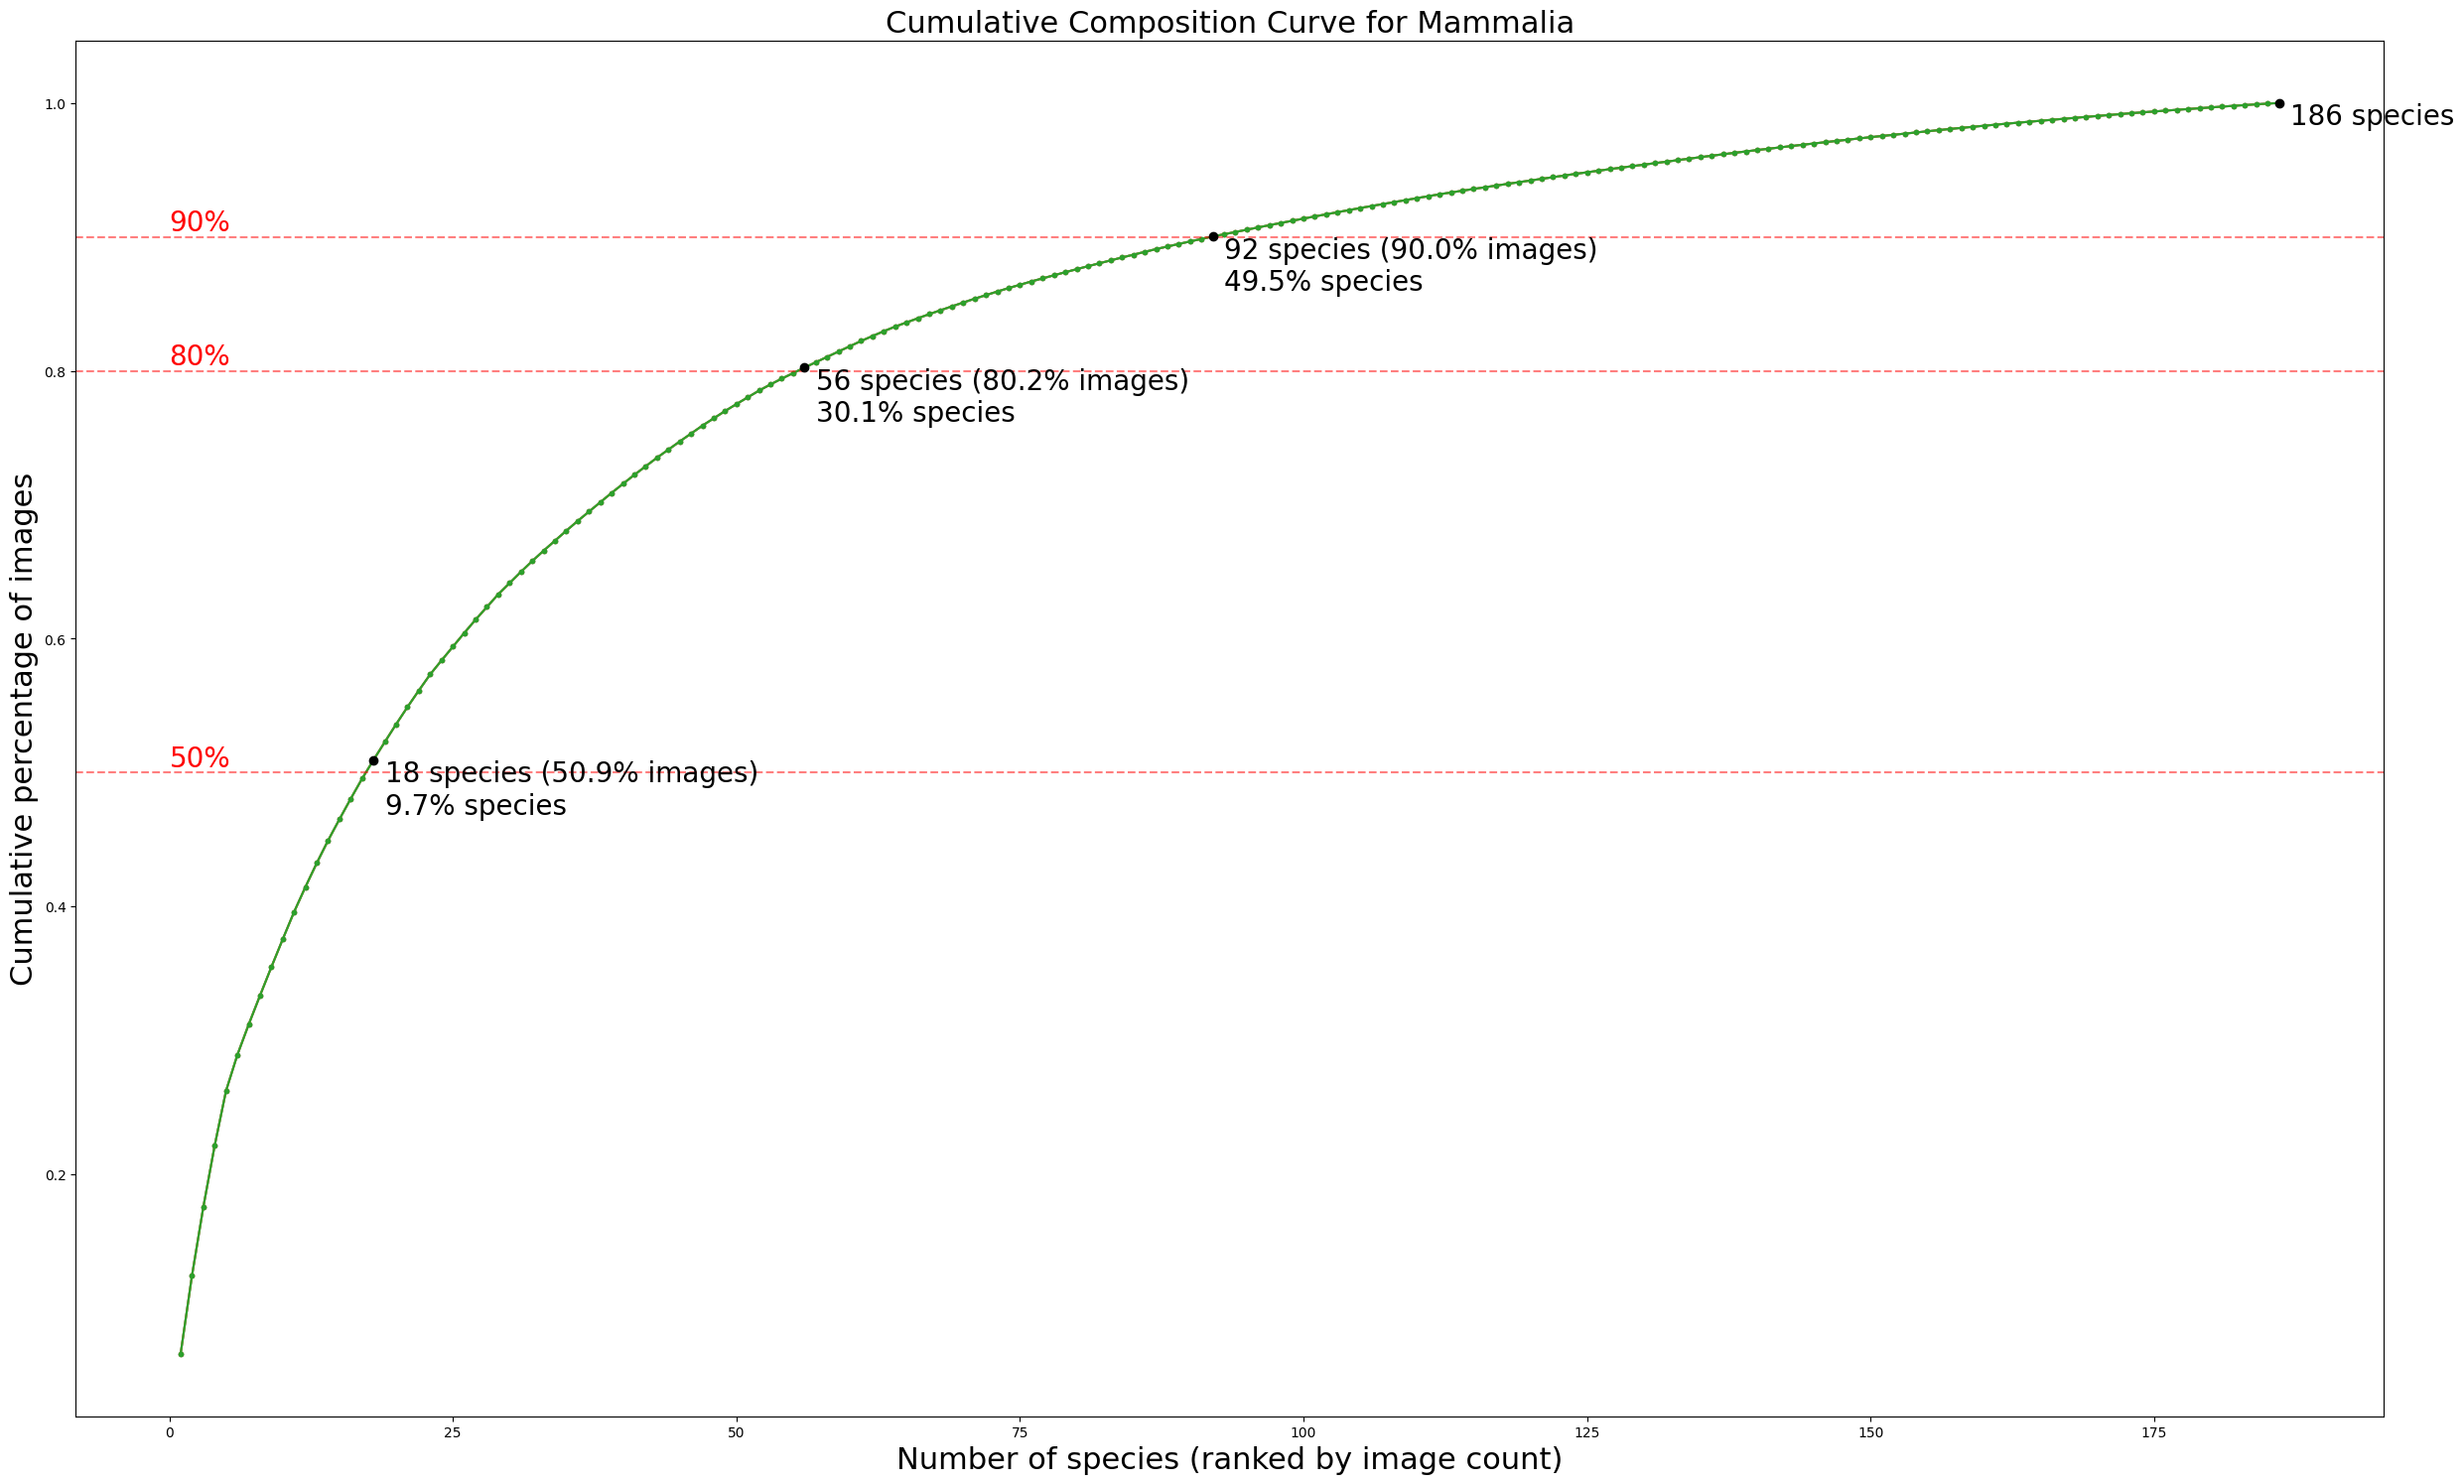 Cumulative Composition Curve for Mammalia
1.0
186 species
90%
92 species (90.0% images)
49.5% species
80%
0.8
56 species (80.2% images)
30.1% species
0.6
50%
18 species (50.9% images)
9.7% species
0.4
0.2
Cumulative percentage of images
0 25 50 75 100 125 150 175
Number of species (ranked by image count)